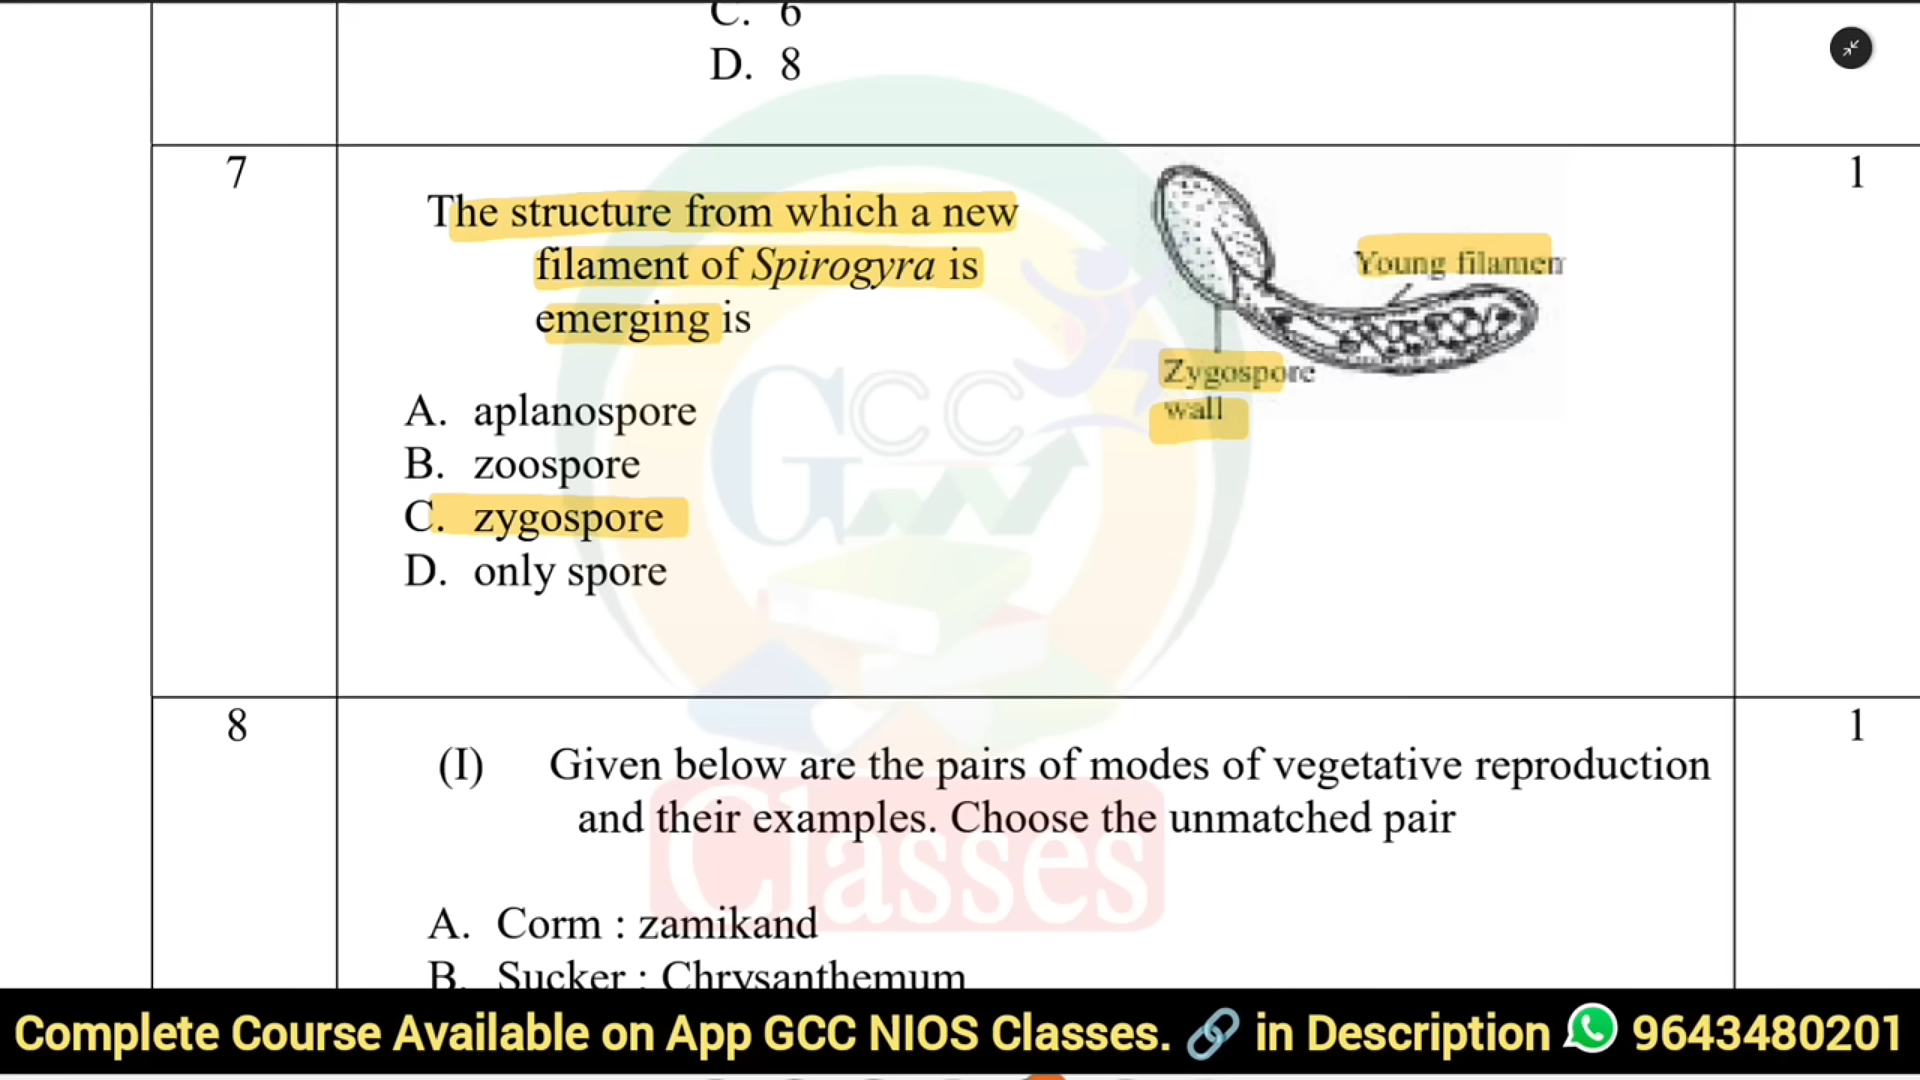 C. 6
D. 8
7
The structure from which a new
filament of Spirogyra is
emerging is
1
Young filamen
Zygospore
wall
A. aplanospore
B. zoospore
C. zygospore
D. only spore
GCC
Classes
8
(I) Given below are the pairs of modes of vegetative reproduction
and their examples. Choose the unmatched pair
1
A. Corm : zamikand
B. Sucker : Chrysanthemum
Complete Course Available on App GCC NIOS Classes. 🔗 in Description 9643480201